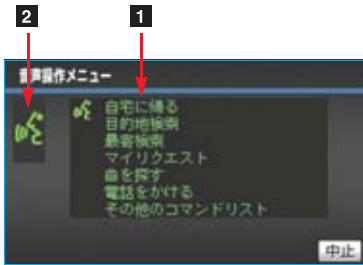 2 1
音声操作メニュー
自宅に帰る
目的地検索
最寄検索
マイリクエスト
曲を探す
電話をかける
その他のコマンドリスト
中止